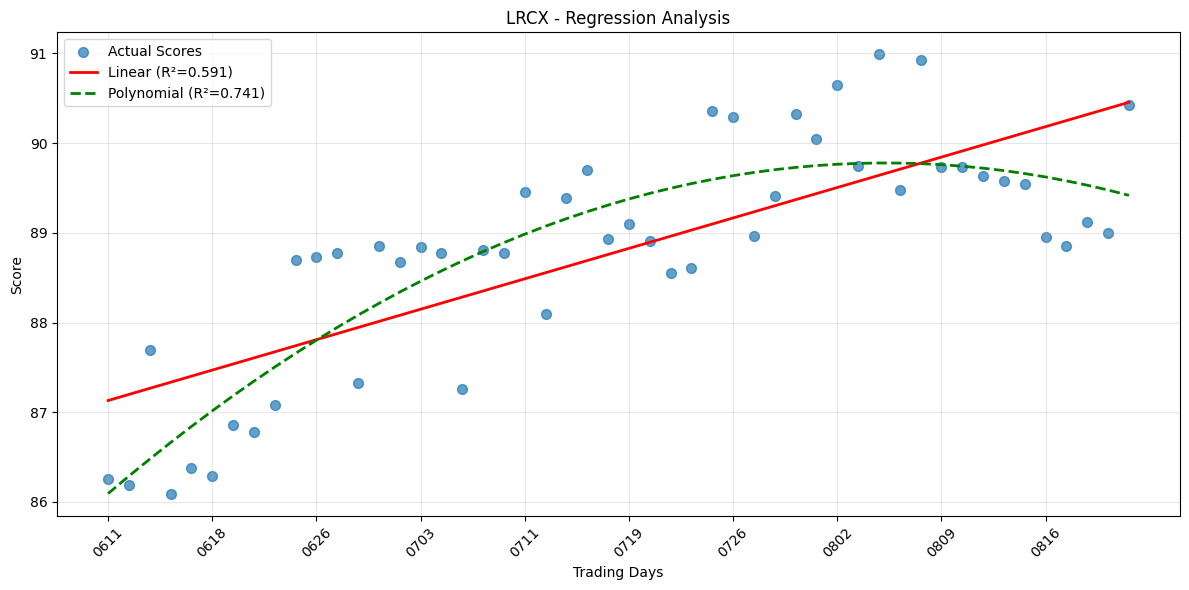 LRCX - Regression Analysis
Actual Scores
Linear (R²=0.591)
Polynomial (R²=0.741)
Score
91
90
89
88
87
86
0611
0618
0626
0703
0711
0719
0726
0802
0809
0816
Trading Days